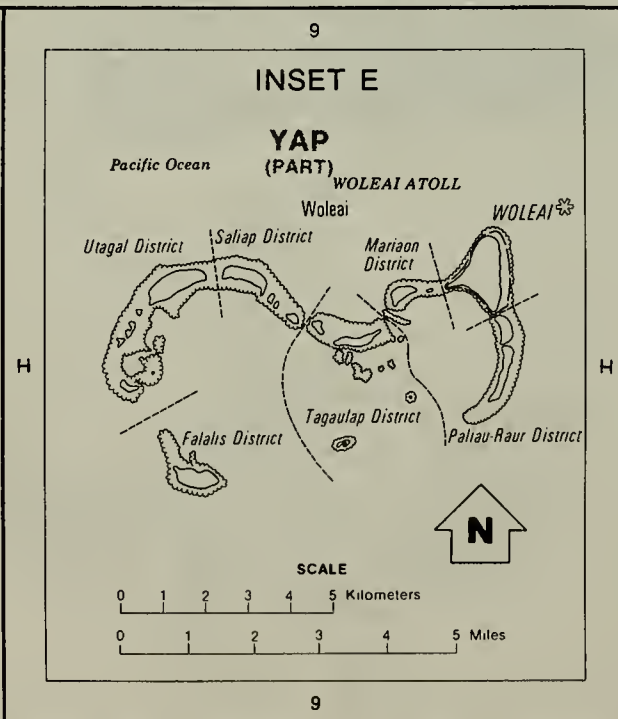 9
INSET E
YAP
(PART)
Pacific Ocean
WOLEAI ATOLL
Woleai
WOLEAI
Utagal District
Saliap District
Mariaon
District
H
H
Tagaulap District
Falalis District
Paliau-Raur District
N
SCALE
0 1 2 3 4 5 Kilometers
0 1 2 3 4 5 Miles
9